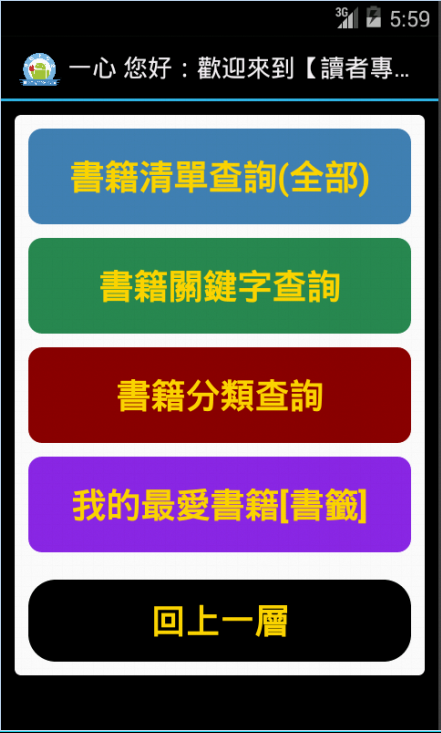 3G 5:59
一心 您好：歡迎來到【讀者專...
書籍清單查詢(全部)
書籍關鍵字查詢
書籍分類查詢
我的最愛書籍[書籤]
回上一層